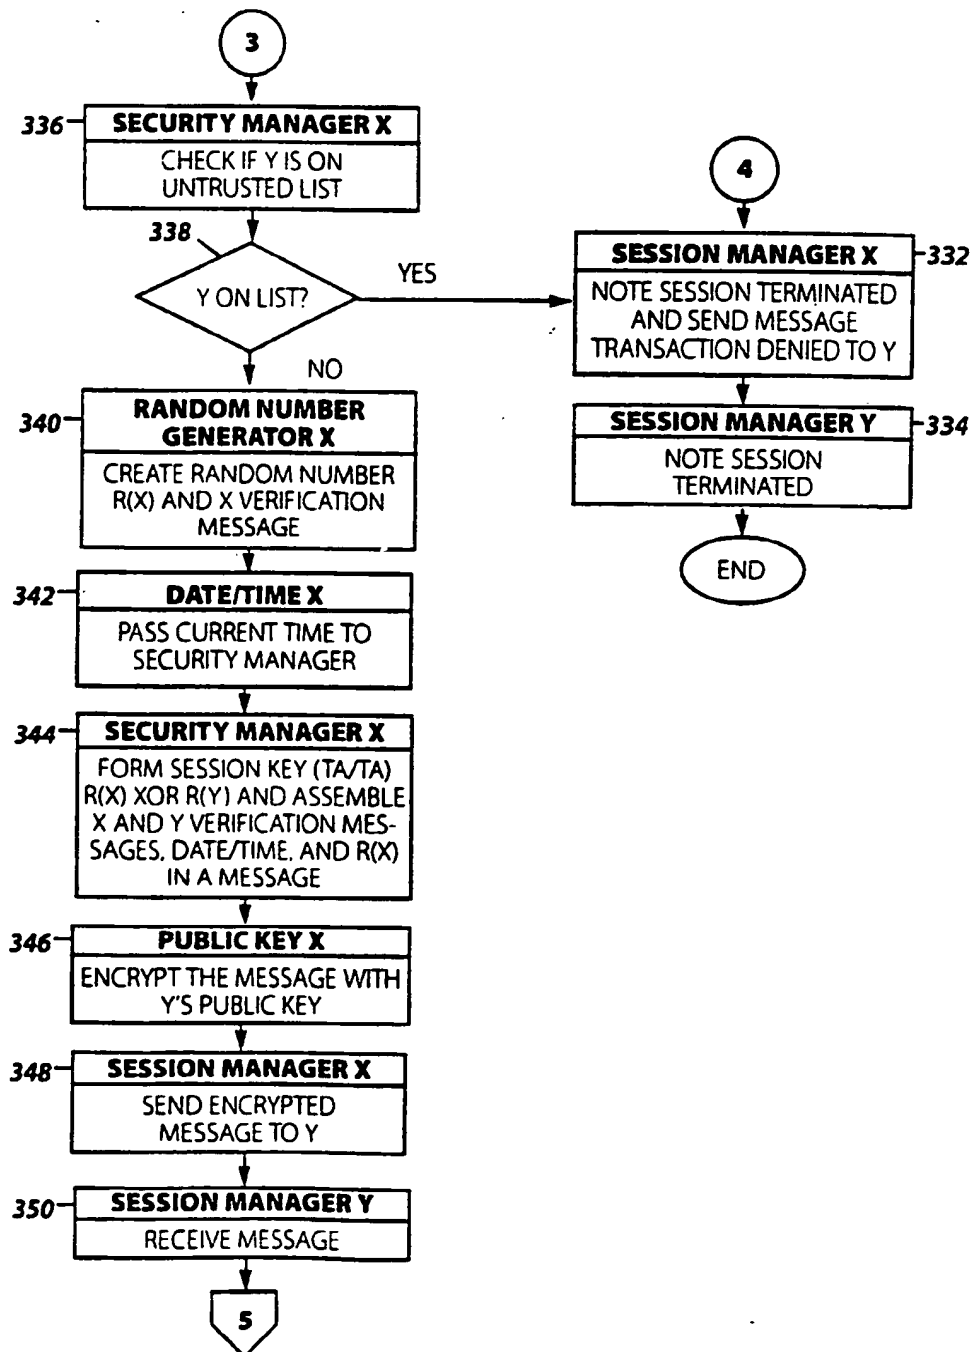 3
336
SECURITY MANAGER X
CHECK IF Y IS ON
UNTRUSTED LIST
338
Y ON LIST?
YES
NO
4
SESSION MANAGER X
332
NOTE SESSION TERMINATED
AND SEND MESSAGE
TRANSACTION DENIED TO Y
SESSION MANAGER Y
334
NOTE SESSION
TERMINATED
END
340
RANDOM NUMBER
GENERATOR X
CREATE RANDOM NUMBER
R(X) AND X VERIFICATION
MESSAGE
342
DATE/TIME X
PASS CURRENT TIME TO
SECURITY MANAGER
344
SECURITY MANAGER X
FORM SESSION KEY (TA/TA)
R(X) XOR R(Y) AND ASSEMBLE
X AND Y VERIFICATION MES-
SAGES, DATE/TIME, AND R(X)
IN A MESSAGE
346
PUBLIC KEY X
ENCRYPT THE MESSAGE WITH
Y'S PUBLIC KEY
348
SESSION MANAGER X
SEND ENCRYPTED
MESSAGE TO Y
350
SESSION MANAGER Y
RECEIVE MESSAGE
5